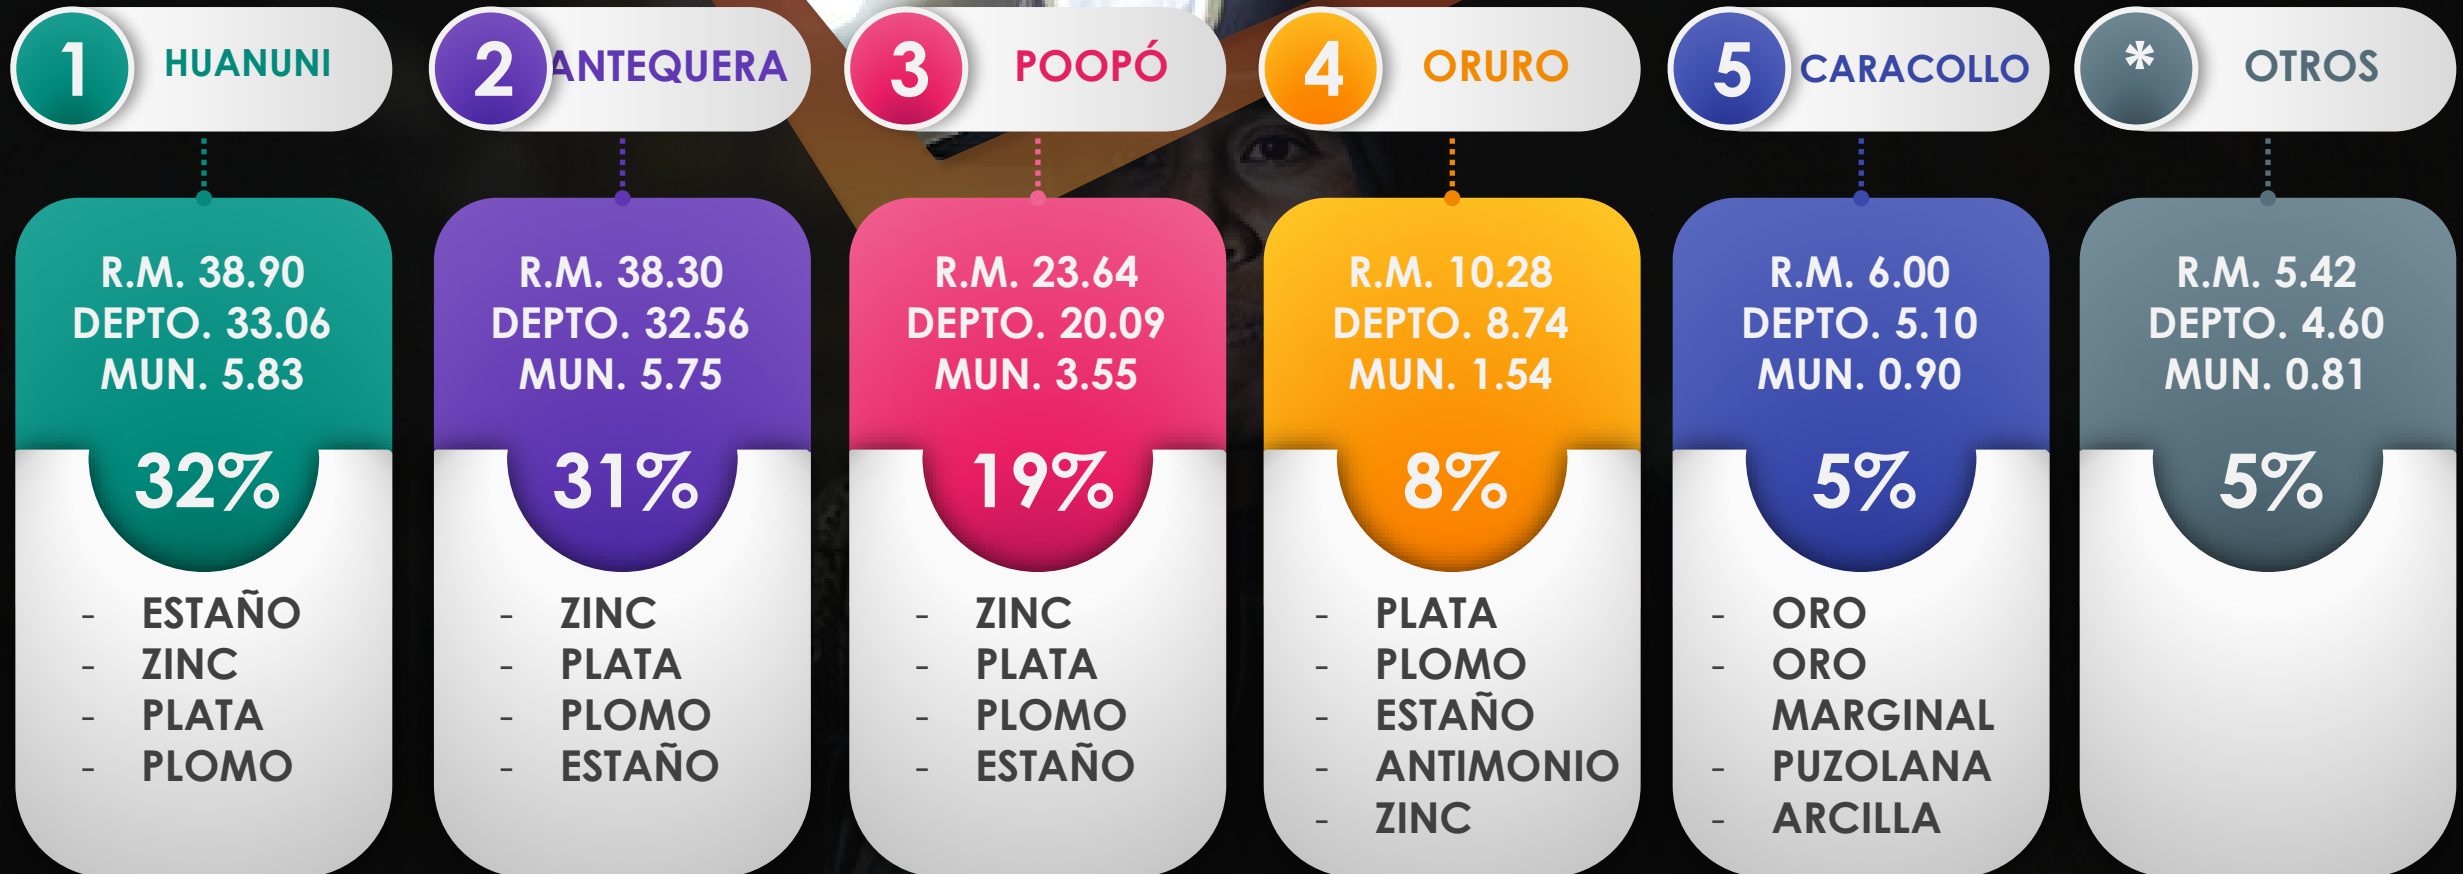 1 HUANUNI
R.M. 38.90
DEPTO. 33.06
MUN. 5.83
32%
- ESTAÑO
- ZINC
- PLATA
- PLOMO
2 ANTEQUERA
R.M. 38.30
DEPTO. 32.56
MUN. 5.75
31%
- ZINC
- PLATA
- PLOMO
- ESTAÑO
3 POOPÓ
R.M. 23.64
DEPTO. 20.09
MUN. 3.55
19%
- ZINC
- PLATA
- PLOMO
- ESTAÑO
4 ORURO
R.M. 10.28
DEPTO. 8.74
MUN. 1.54
8%
- PLATA
- PLOMO
- ESTAÑO
- ANTIMONIO
- ZINC
5 CARACOLLO
R.M. 6.00
DEPTO. 5.10
MUN. 0.90
5%
- ORO
- ORO
MARGINAL
- PUZOLANA
- ARCILLA
* OTROS
R.M. 5.42
DEPTO. 4.60
MUN. 0.81
5%